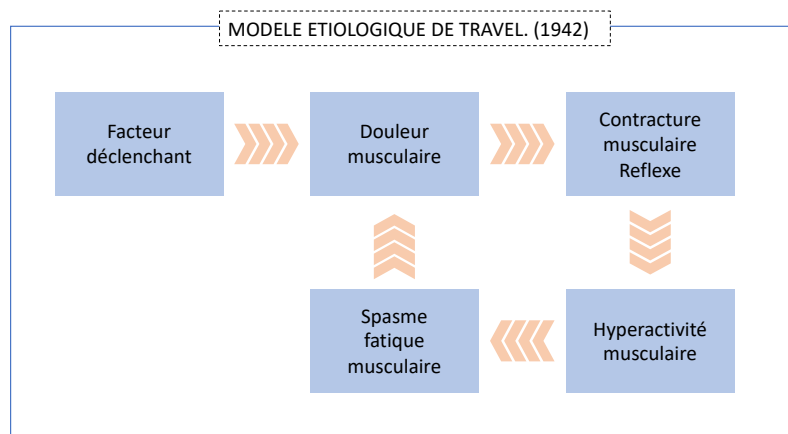 MODELE ETIOLOGIQUE DE TRAVEL. (1942)
Facteur
déclenchant
Douleur
musculaire
Contracture
musculaire
Reflexe
Spasme
fatique
musculaire
Hyperactivité
musculaire